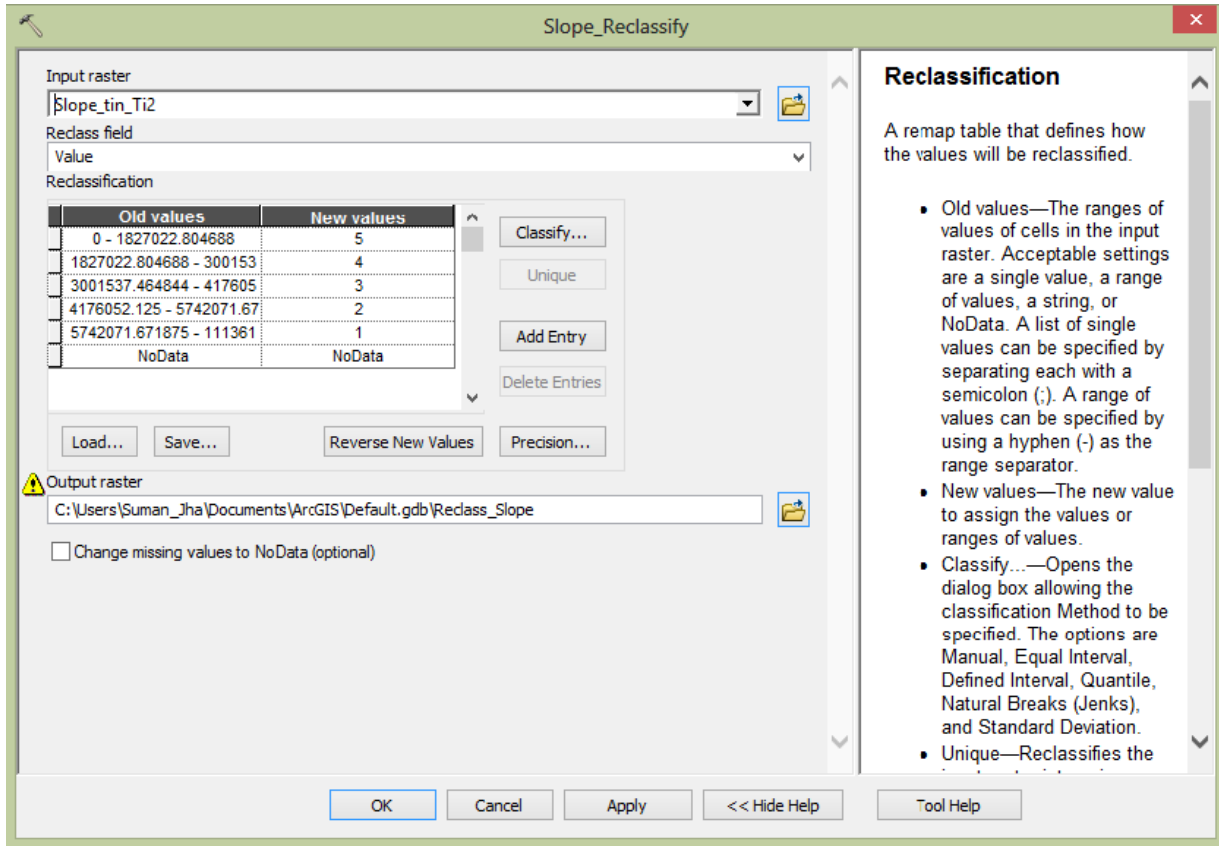 Slope_Reclassify
Input raster
Slope_tin_Ti2
Reclass field
Value
Reclassification
Old values New values
0 - 1827022.804688 5
1827022.804688 - 300153 4
3001537.464844 - 417605 3
4176052.125 - 5742071.67 2
5742071.671875 - 111361 1
NoData NoData
Classify...
Unique
Add Entry
Delete Entries
Load... Save... Reverse New Values Precision...
Output raster
C:\Users\Suman_Jha\Documents\ArcGIS\Default.gdb\Reclass_Slope
Change missing values to NoData (optional)
Reclassification
A remap table that defines how
the values will be reclassified.
• Old values—The ranges of
values of cells in the input
raster. Acceptable settings
are a single value, a range
of values, a string, or
NoData. A list of single
values can be specified by
separating each with a
semicolon (;). A range of
values can be specified by
using a hyphen (-) as the
range separator.
• New values—The new value
to assign the values or
ranges of values.
• Classify...—Opens the
dialog box allowing the
classification Method to be
specified. The options are
Manual, Equal Interval,
Defined Interval, Quantile,
Natural Breaks (Jenks),
and Standard Deviation.
• Unique—Reclassifies the
OK Cancel Apply << Hide Help Tool Help